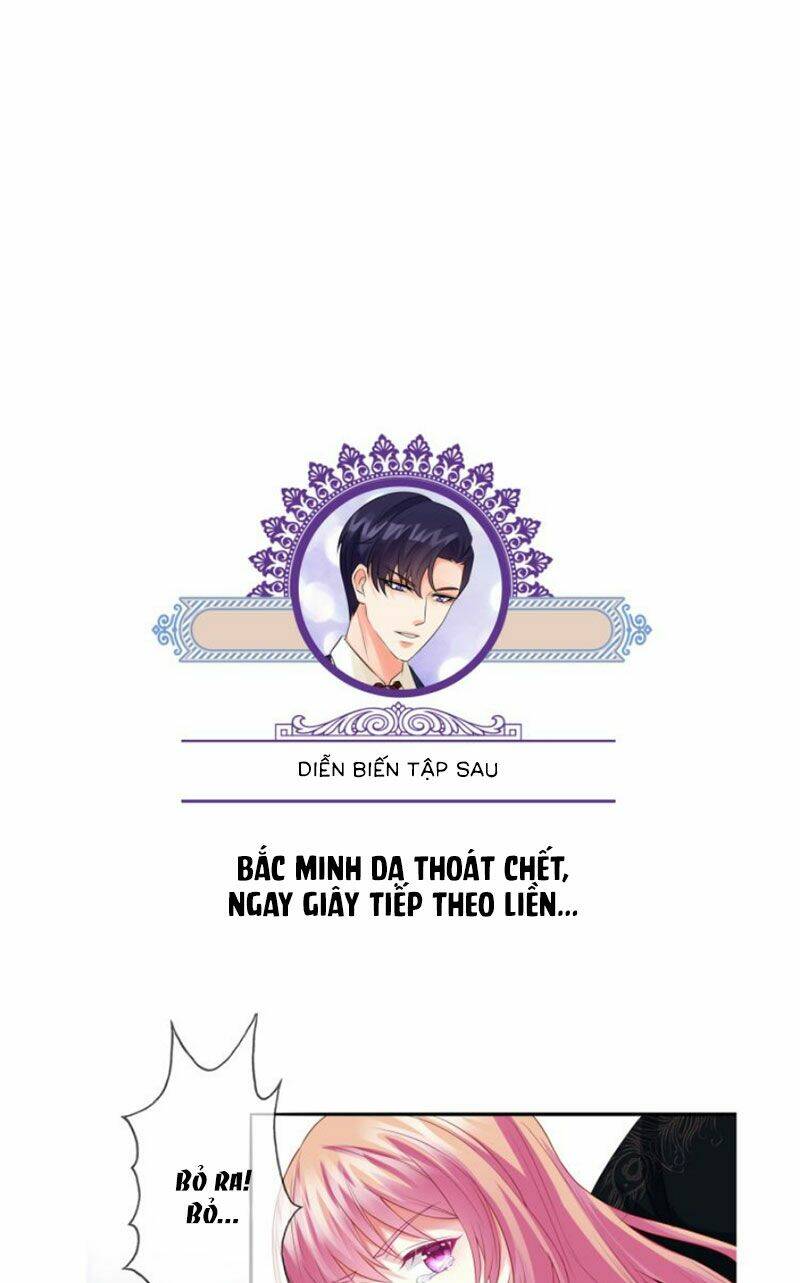 DIỄN BIẾN TẬP SAU
BẮC MINH DẠ THOÁT CHẾT,
NGAY GIÂY TIẾP THEO LIỀN...
BỎ RA!
BỎ...